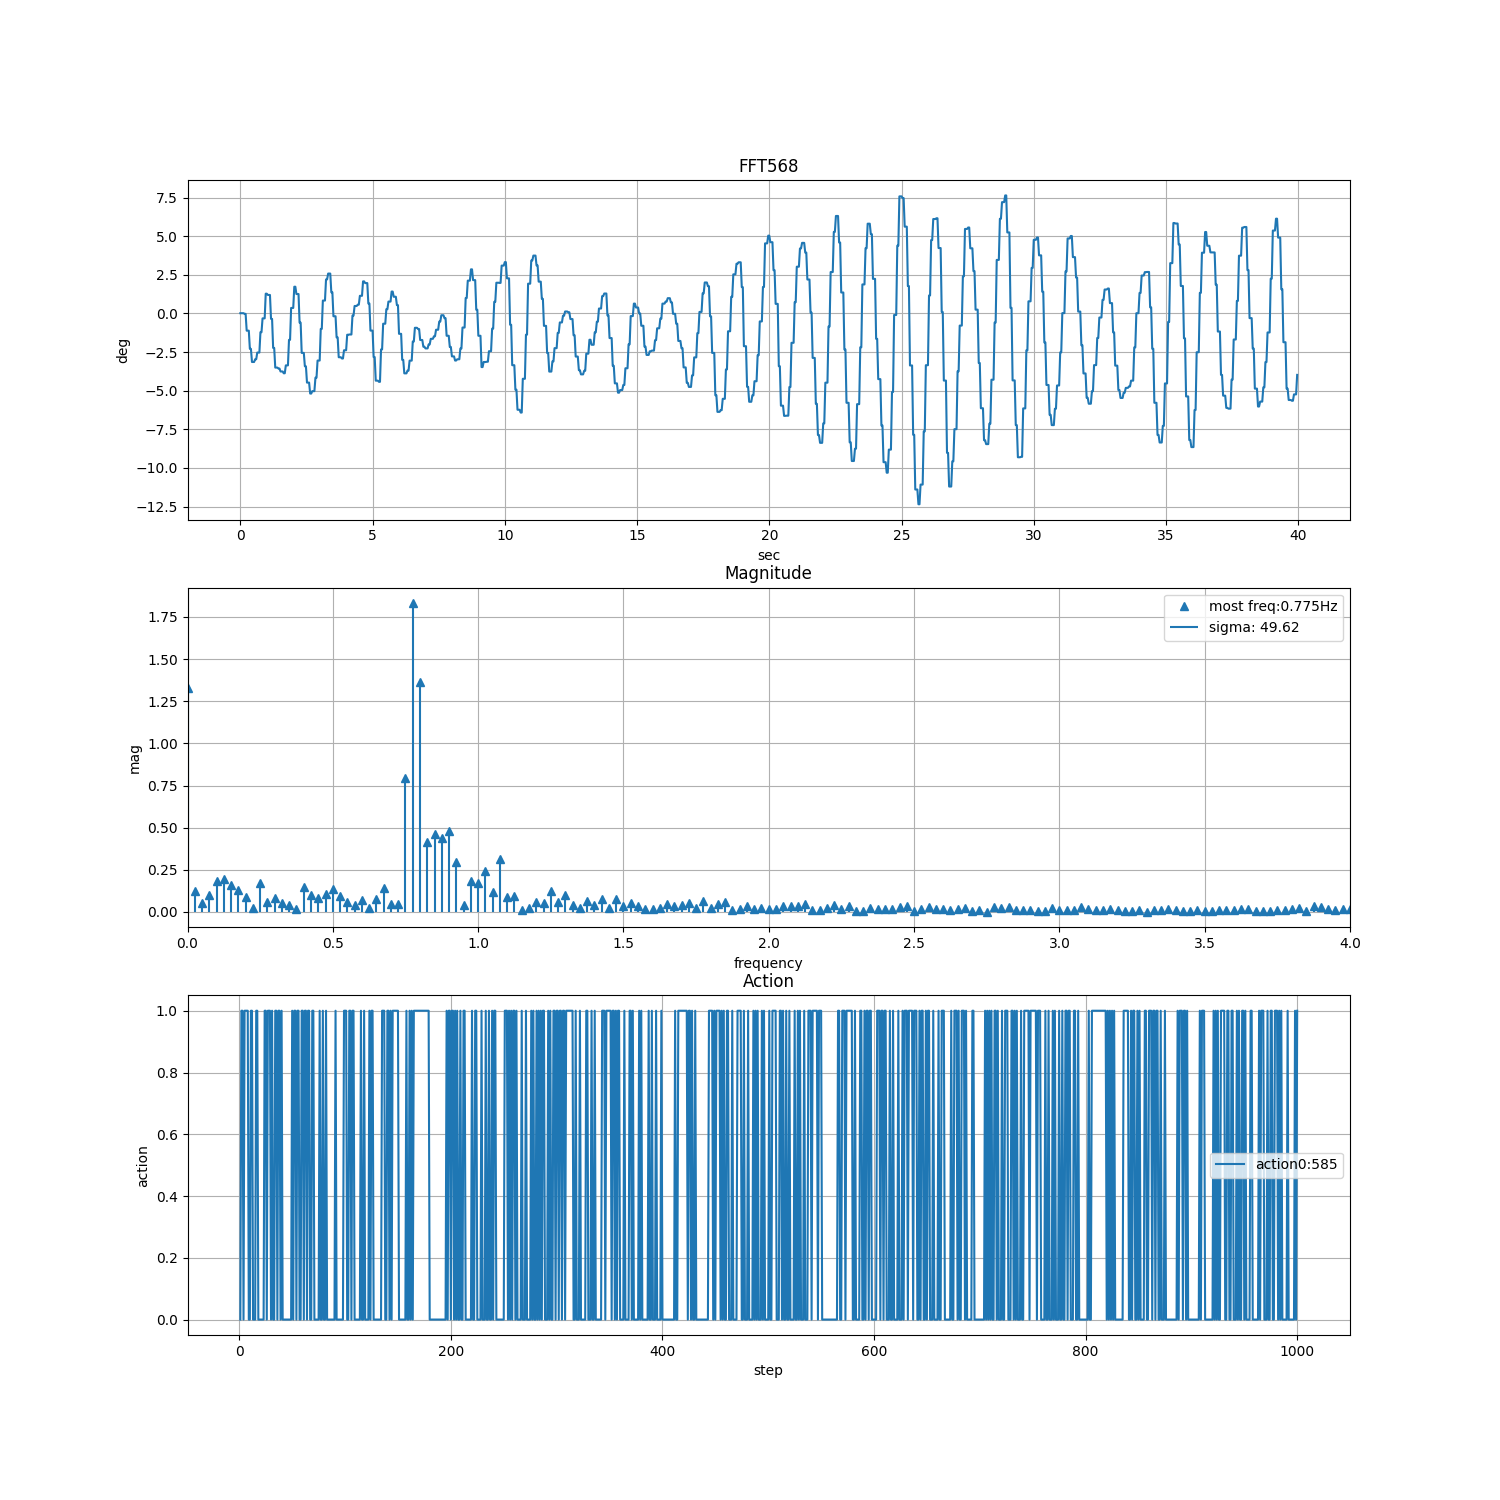 FFT568
7.5
5.0
2.5
0.0
−2.5
−5.0
−7.5
−10.0
−12.5
deg
0 5 10 15 20 25 30 35 40
sec
Magnitude
1.75
1.50
1.25
1.00
0.75
0.50
0.25
0.00
mag
most freq:0.775Hz
sigma: 49.62
0.0 0.5 1.0 1.5 2.0 2.5 3.0 3.5 4.0
frequency
Action
1.0
0.8
0.6
0.4
0.2
0.0
action
action0:585
0 200 400 600 800 1000
step